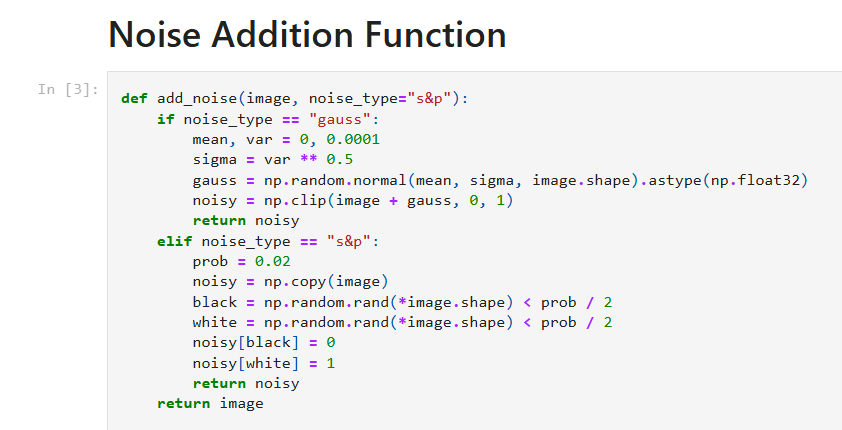 Noise Addition Function
In [3]:
def add_noise(image, noise_type="s&p"):
    if noise_type == "gauss":
        mean, var = 0, 0.0001
        sigma = var ** 0.5
        gauss = np.random.normal(mean, sigma, image.shape).astype(np.float32)
        noisy = np.clip(image + gauss, 0, 1)
        return noisy
    elif noise_type == "s&p":
        prob = 0.02
        noisy = np.copy(image)
        black = np.random.rand(*image.shape) < prob / 2
        white = np.random.rand(*image.shape) < prob / 2
        noisy[black] = 0
        noisy[white] = 1
        return noisy
    return image